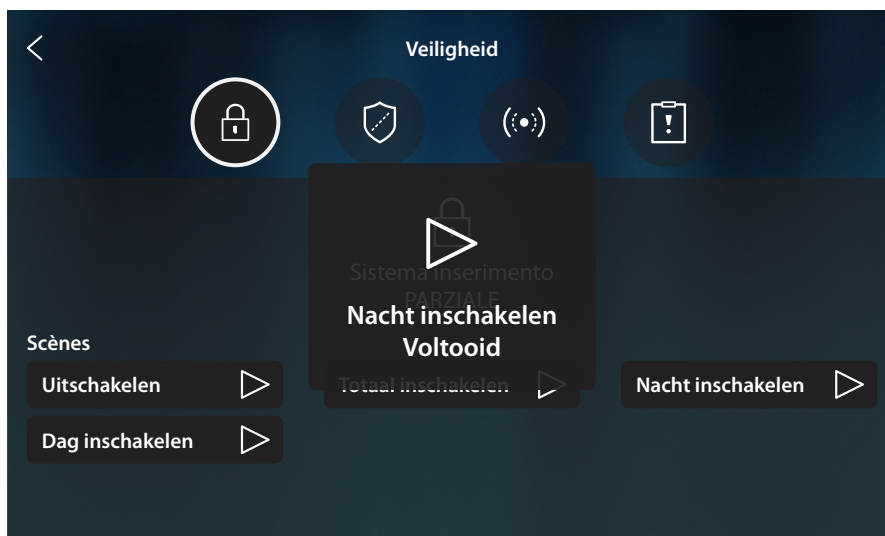 Veiligheid
Sistema inserimento
PARZIALE
Nacht inschakelen
Voltooid
Scènes
Uitschakelen
Totaal inschakelen
Nacht inschakelen
Dag inschakelen